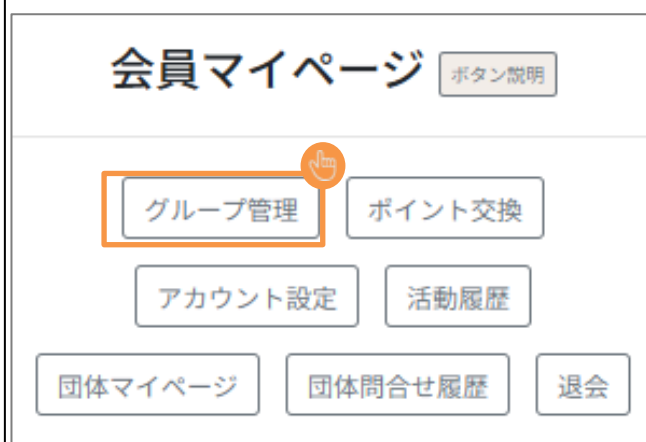 会員マイページ ボタン説明
グループ管理 ポイント交換
アカウント設定 活動履歴
団体マイページ 団体問合せ履歴 退会